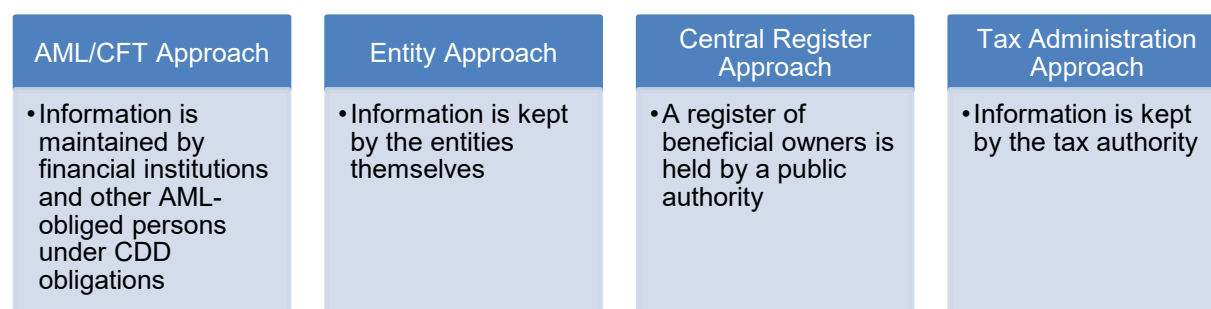 AML/CFT Approach
• Information is
maintained by
financial institutions
and other AML-
obliged persons
under CDD
obligations
Entity Approach
• Information is kept
by the entities
themselves
Central Register
Approach
• A register of
beneficial owners is
held by a public
authority
Tax Administration
Approach
• Information is kept
by the tax authority